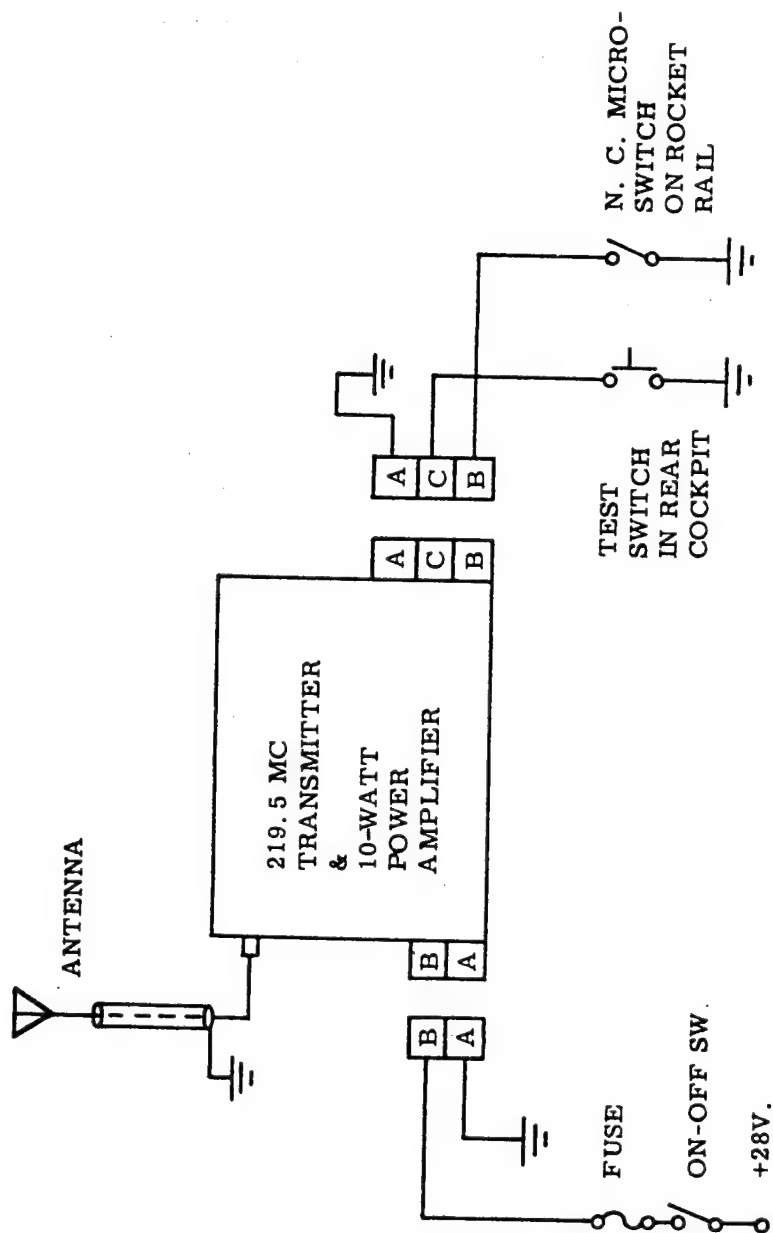 ANTENNA
219.5 MC
TRANSMITTER
&
10-WATT
POWER
AMPLIFIER
B
A
B
A
A
C
B
A
C
B
FUSE
ON-OFF SW.
+28V.
TEST
SWITCH
IN REAR
COCKPIT
N. C. MICRO-
SWITCH
ON ROCKET
RAIL